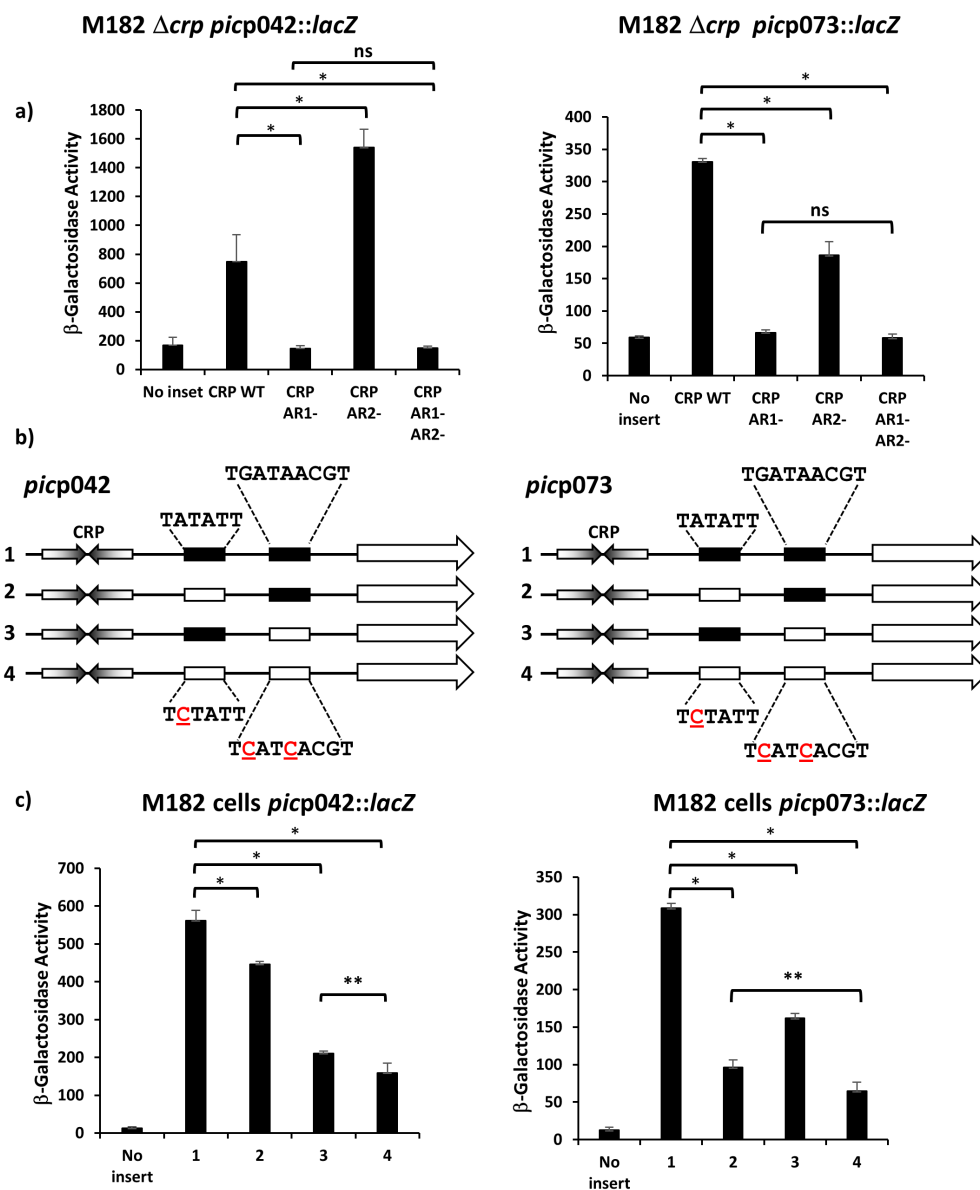 M182 Δcrp picp042::lacZ
M182 Δcrp picp073::lacZ
a)
ns
*
*
*
β-Galactosidase Activity
1800
1600
1400
1200
1000
800
600
400
200
0
No inset
CRP WT
CRP AR1-
CRP AR2-
CRP AR1- AR2-
*
*
*
ns
β-Galactosidase Activity
400
350
300
250
200
150
100
50
0
No insert
CRP WT
CRP AR1-
CRP AR2-
CRP AR1- AR2-
b)
picp042
TGATAACGT
TATATT
CRP
1
2
3
4
TCTATT
TCATCACGT
picp073
TGATAACGT
TATATT
CRP
1
2
3
4
TCTATT
TCATCACGT
c)
M182 cells picp042::lacZ
*
*
*
**
β-Galactosidase Activity
700
600
500
400
300
200
100
0
No insert
1
2
3
4
M182 cells picp073::lacZ
*
*
*
**
β-Galactosidase Activity
350
300
250
200
150
100
50
0
No insert
1
2
3
4